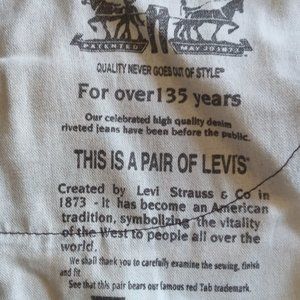 PATENTED MAY 20 1873
QUALITY NEVER GOES OUT OF STYLE®
For over 135 years
Our celebrated high quality denim
riveted jeans have been before the public.
THIS IS A PAIR OF LEVI'S®
Created by Levi Strauss & Co in
1873 - It has become an American
tradition, symbolizing the vitality
of the West to people all over the
world.
We shall thank you to carefully examine the sewing, finish
and fit.
See that this pair bears our famous red Tab trademark.